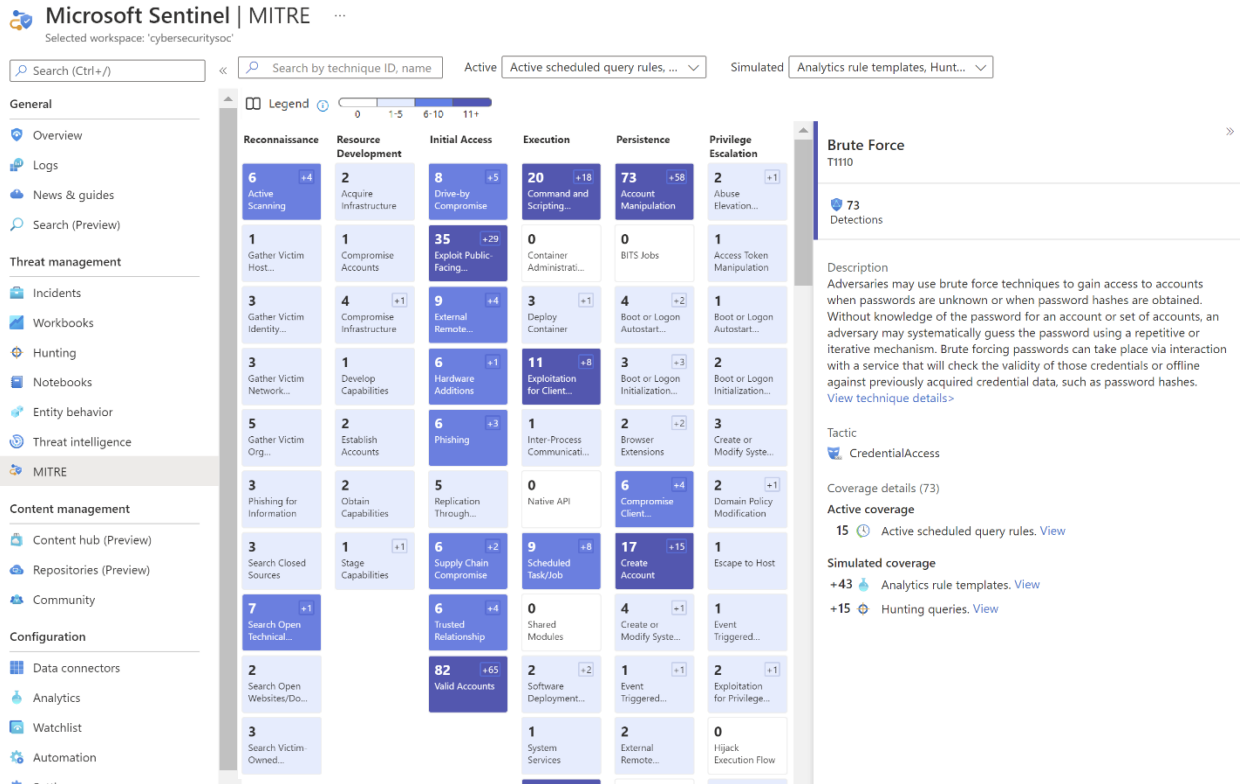 Microsoft Sentinel | MITRE ...
Selected workspace: 'cybersecuritysoc'
Search (Ctrl+/)
«
Search by technique ID, name
Active
Active scheduled query rules, ...
Simulated
Analytics rule templates, Hunt...
General
Overview
Logs
News & guides
Search (Preview)
Threat management
Incidents
Workbooks
Hunting
Notebooks
Entity behavior
Threat intelligence
MITRE
Content management
Content hub (Preview)
Repositories (Preview)
Community
Configuration
Data connectors
Analytics
Watchlist
Automation
Legend
0 1-5 6-10 11+
Reconnaissance
6 +4
Active
Scanning
1
Gather Victim
Host...
3
Gather Victim
Identity...
3
Gather Victim
Network...
5
Gather Victim
Org...
3
Phishing for
Information
3
Search Closed
Sources
7 +1
Search Open
Technical...
2
Search Open
Websites/Do...
3
Search Victim-
Owned...
Resource
Development
2
Acquire
Infrastructure
1
Compromise
Accounts
4 +1
Compromise
Infrastructure
1
Develop
Capabilities
2
Establish
Accounts
2
Obtain
Capabilities
1 +1
Stage
Capabilities
Initial Access
8 +5
Drive-by
Compromise
35 +29
Exploit Public-
Facing...
9 +4
External
Remote...
6 +1
Hardware
Additions
6 +3
Phishing
5
Replication
Through...
6 +2
Supply Chain
Compromise
6 +4
Trusted
Relationship
82 +65
Valid Accounts
Execution
20 +18
Command and
Scripting...
0
Container
Administrati...
3 +1
Deploy
Container
11 +8
Exploitation
for Client...
1
Inter-Process
Communicati...
0
Native API
9 +8
Scheduled
Task/Job
0
Shared
Modules
2 +2
Software
Deployment...
1
System
Services
Persistence
73 +58
Account
Manipulation
0
BITS Jobs
4 +2
Boot or Logon
Autostart...
3 +3
Boot or Logon
Initialization...
2 +2
Browser
Extensions
6 +4
Compromise
Client...
17 +15
Create
Account
4 +1
Create or
Modify Syste...
1 +1
Event
Triggered...
2
External
Remote...
Privilege
Escalation
2 +1
Abuse
Elevation...
1
Access Token
Manipulation
1
Boot or Logon
Autostart...
2
Boot or Logon
Initialization...
3
Create or
Modify Syste...
2 +1
Domain Policy
Modification
1
Escape to Host
1
Event
Triggered...
2 +1
Exploitation
for Privilege...
0
Hijack
Execution Flow
»
Brute Force
T1110
73
Detections
Description
Adversaries may use brute force techniques to gain access to accounts
when passwords are unknown or when password hashes are obtained.
Without knowledge of the password for an account or set of accounts, an
adversary may systematically guess the password using a repetitive or
iterative mechanism. Brute forcing passwords can take place via interaction
with a service that will check the validity of those credentials or offline
against previously acquired credential data, such as password hashes.
View technique details>
Tactic
CredentialAccess
Coverage details (73)
Active coverage
15 Active scheduled query rules. View
Simulated coverage
+43 Analytics rule templates. View
+15 Hunting queries. View